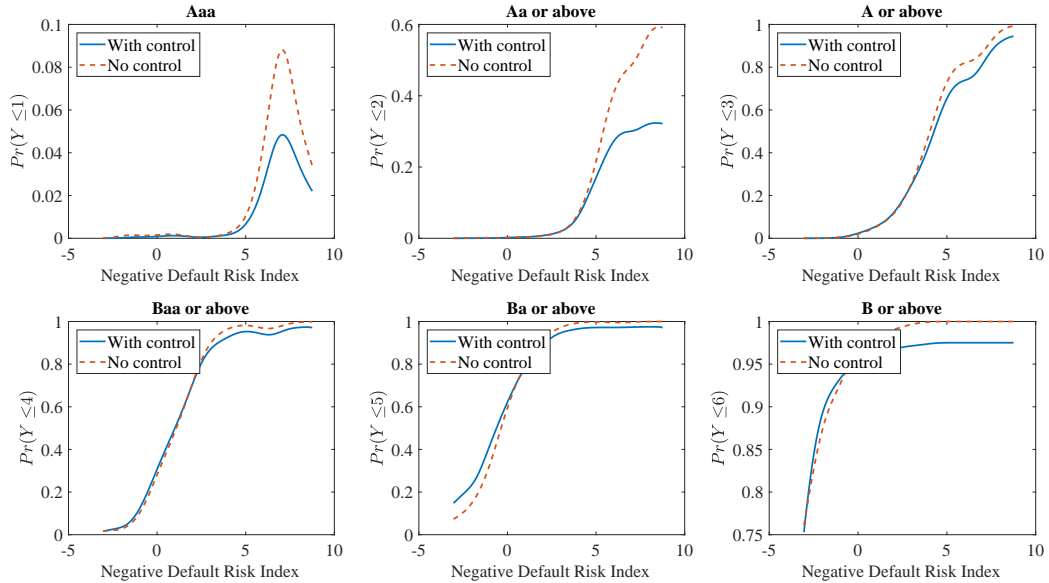 Aaa
With control
No control
0.1
0.08
0.06
0.04
0.02
0
-5
0
5
10
Pr(Y ≤1)
Negative Default Risk Index
Aa or above
With control
No control
0.6
0.4
0.2
0
-5
0
5
10
Pr(Y ≤2)
Negative Default Risk Index
A or above
With control
No control
1
0.8
0.6
0.4
0.2
0
-5
0
5
10
Pr(Y ≤3)
Negative Default Risk Index
Baa or above
With control
No control
1
0.8
0.6
0.4
0.2
0
-5
0
5
10
Pr(Y ≤4)
Negative Default Risk Index
Ba or above
With control
No control
1
0.8
0.6
0.4
0.2
0
-5
0
5
10
Pr(Y ≤5)
Negative Default Risk Index
B or above
With control
No control
1
0.95
0.9
0.85
0.8
0.75
-5
0
5
10
Pr(Y ≤6)
Negative Default Risk Index